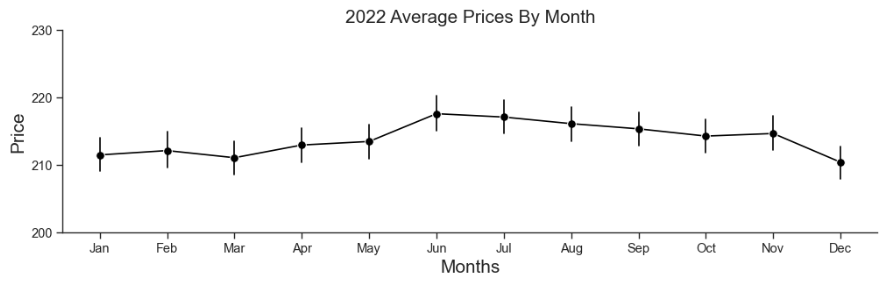 2022 Average Prices By Month
230
220
210
200
Price
Jan Feb Mar Apr May Jun Jul Aug Sep Oct Nov Dec
Months